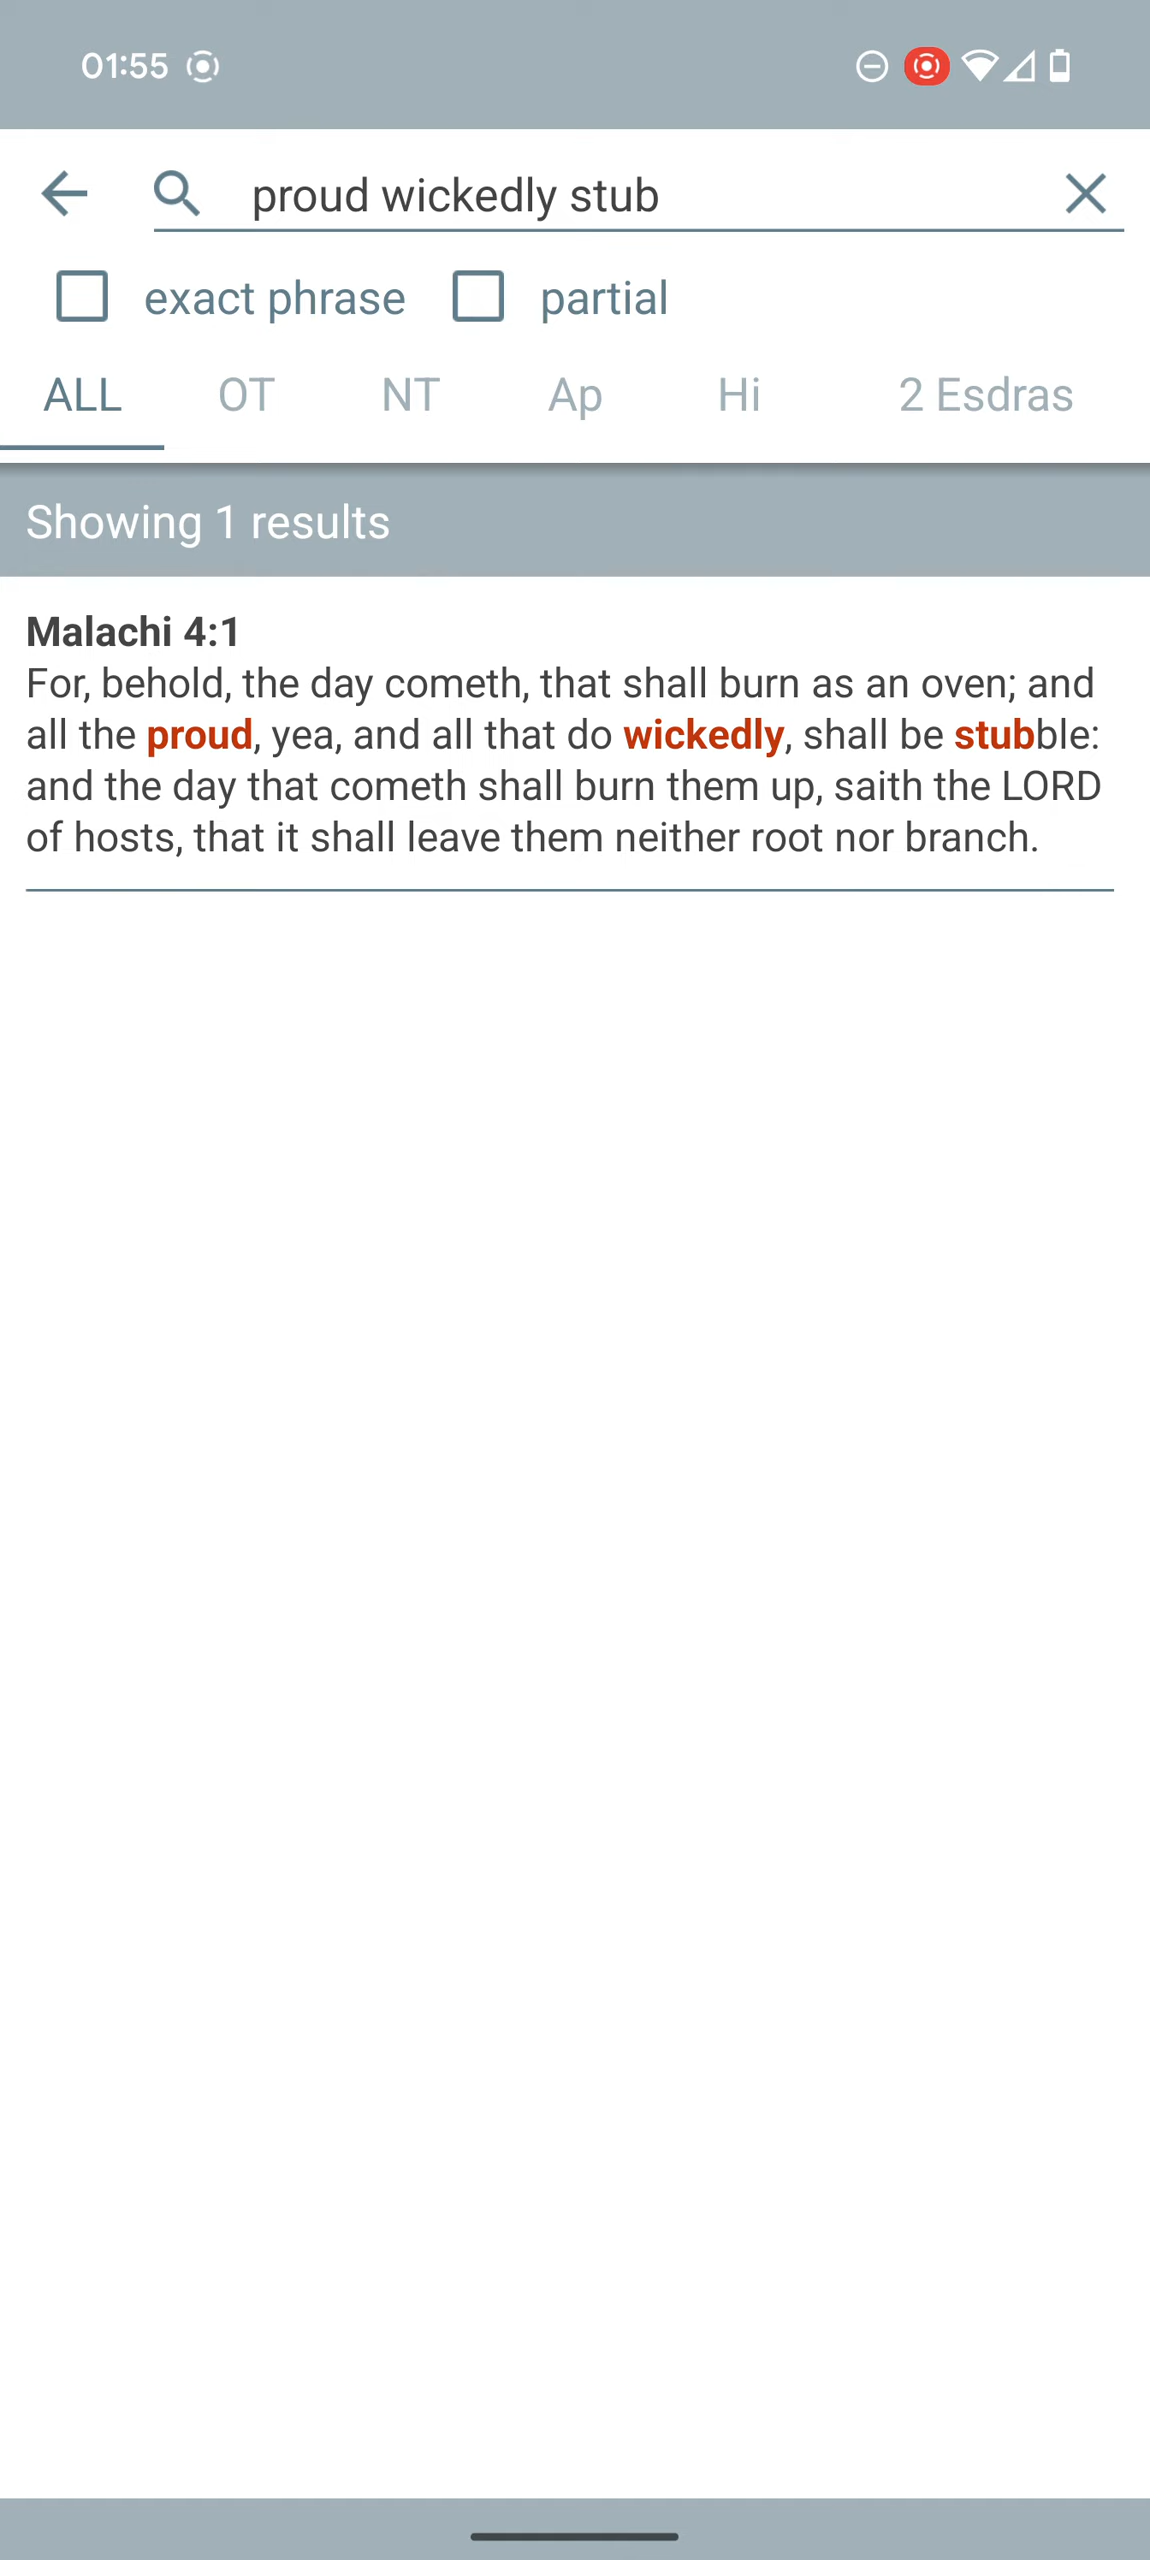 01:55
proud wickedly stub
exact phrase partial
ALL OT NT Ap Hi 2 Esdras
Showing 1 results
Malachi 4:1
For, behold, the day cometh, that shall burn as an oven; and
all the proud, yea, and all that do wickedly, shall be stubble:
and the day that cometh shall burn them up, saith the LORD
of hosts, that it shall leave them neither root nor branch.